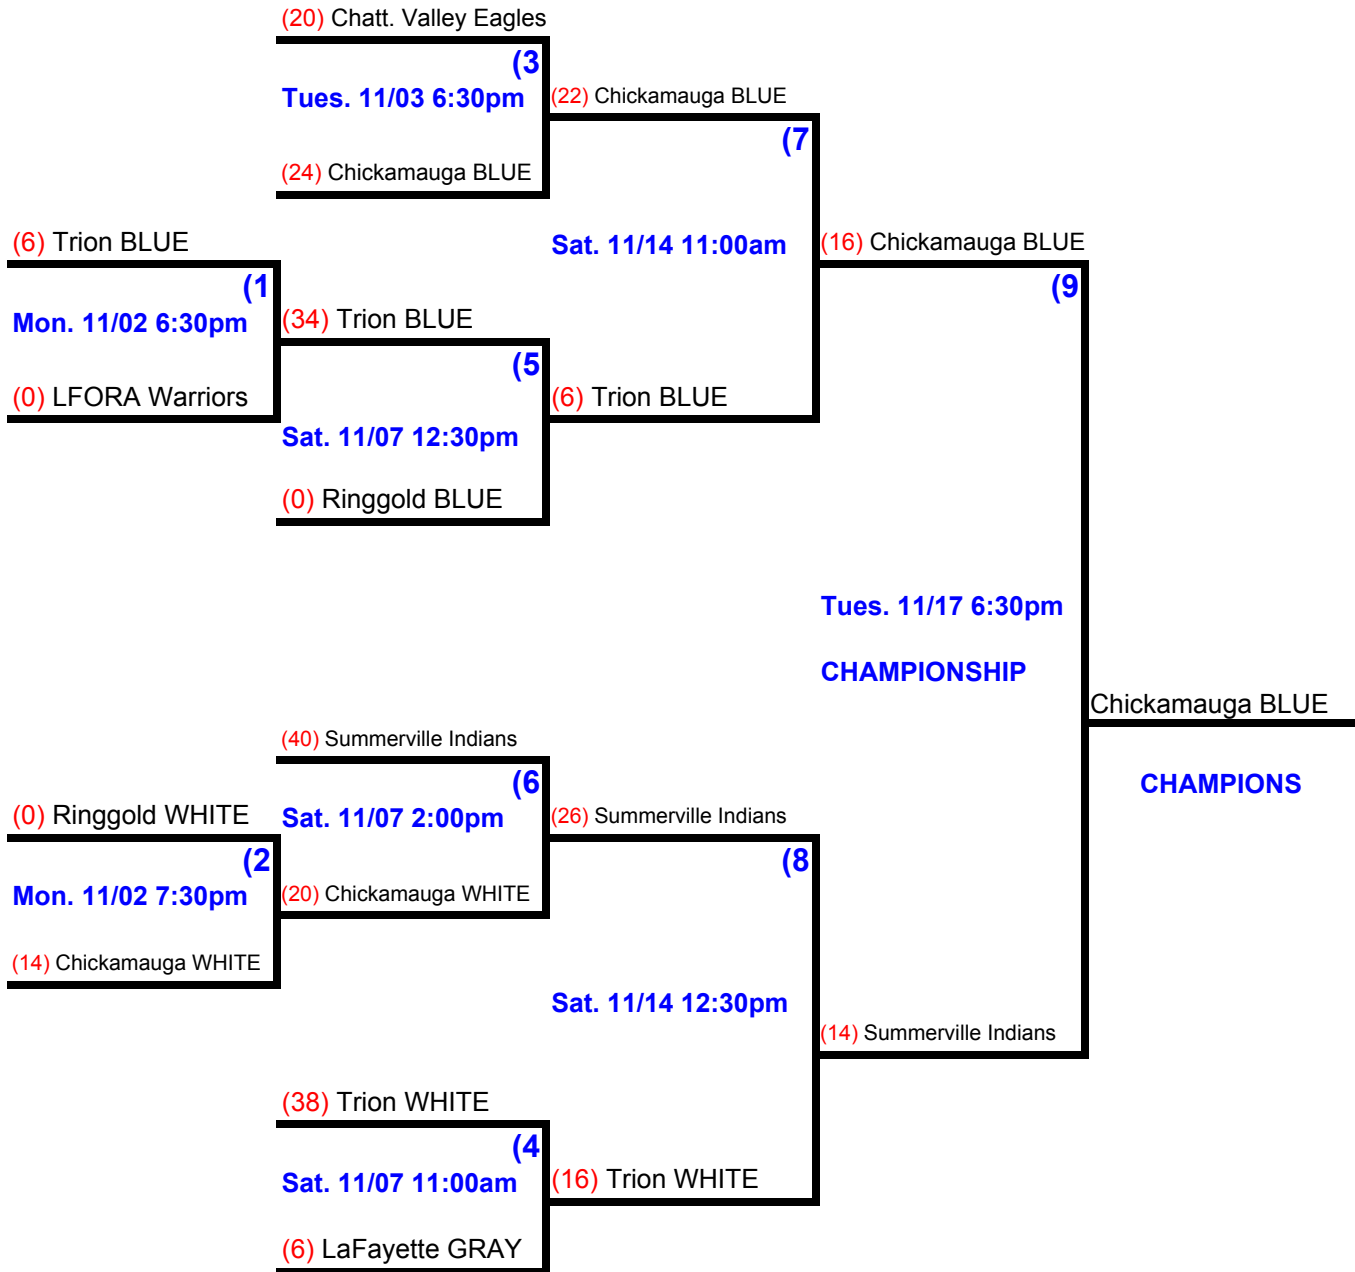 (20) Chatt. Valley Eagles
(3
Tues. 11/03 6:30pm
(22) Chickamauga BLUE
(7
(24) Chickamauga BLUE
(6) Trion BLUE
Sat. 11/14 11:00am
(16) Chickamauga BLUE
(1
(9
Mon. 11/02 6:30pm
(34) Trion BLUE
(5
(0) LFORA Warriors
(6) Trion BLUE
Sat. 11/07 12:30pm
(0) Ringgold BLUE
Tues. 11/17 6:30pm
CHAMPIONSHIP
Chickamauga BLUE
(40) Summerville Indians
(6
CHAMPIONS
(0) Ringgold WHITE
Sat. 11/07 2:00pm
(26) Summerville Indians
(2
(8
Mon. 11/02 7:30pm
(20) Chickamauga WHITE
(14) Chickamauga WHITE
Sat. 11/14 12:30pm
(14) Summerville Indians
(38) Trion WHITE
(4
Sat. 11/07 11:00am
(16) Trion WHITE
(6) LaFayette GRAY